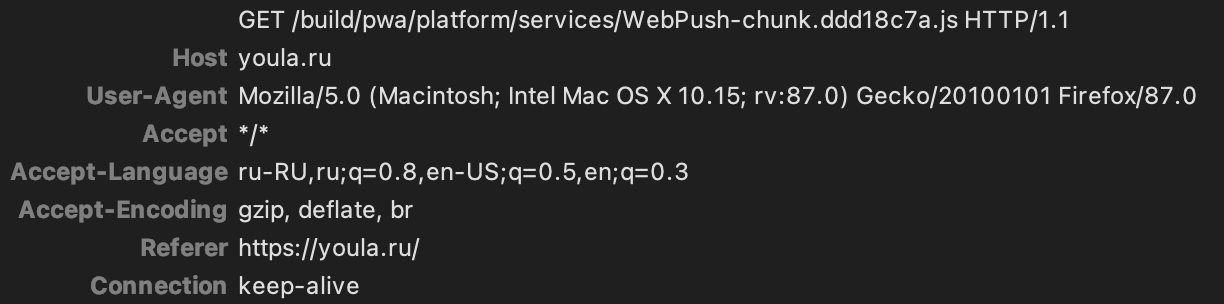 GET /build/pwa/platform/services/WebPush-chunk.ddd18c7a.js HTTP/1.1
Host youla.ru
User-Agent Mozilla/5.0 (Macintosh; Intel Mac OS X 10.15; rv:87.0) Gecko/20100101 Firefox/87.0
Accept */*
Accept-Language ru-RU,ru;q=0.8,en-US;q=0.5,en;q=0.3
Accept-Encoding gzip, deflate, br
Referer https://youla.ru/
Connection keep-alive